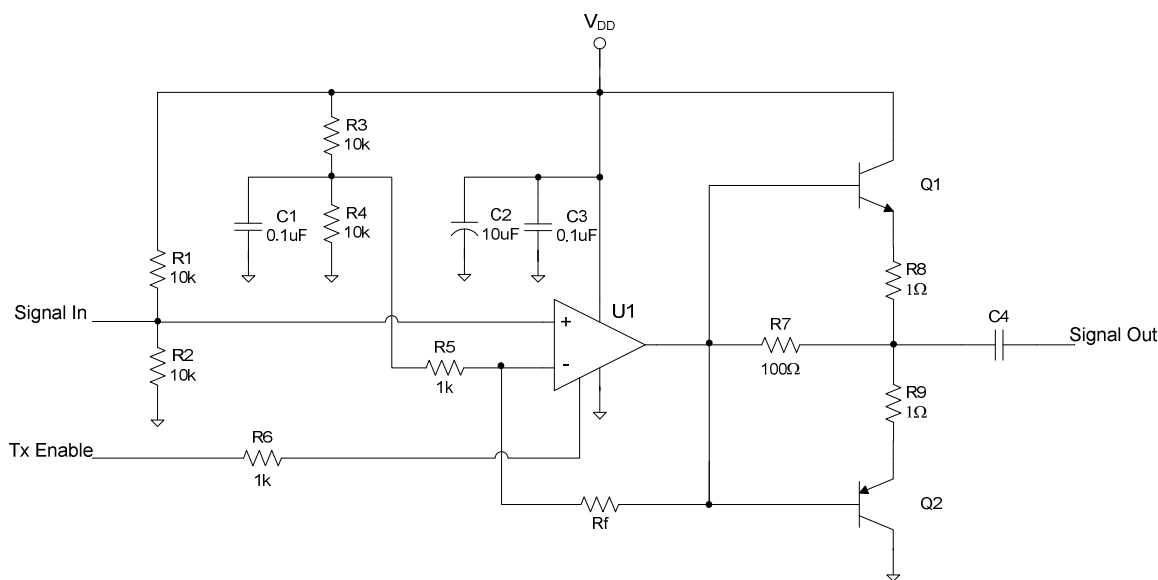 VDD
R3
10k
C1
0.1uF
R4
10k
C2
10uF
C3
0.1uF
Q1
R1
10k
R8
1Ω
U1
Signal In
+
R7
100Ω
C4
Signal Out
R2
10k
R5
1k
-
R9
1Ω
Tx Enable
R6
1k
Rf
Q2